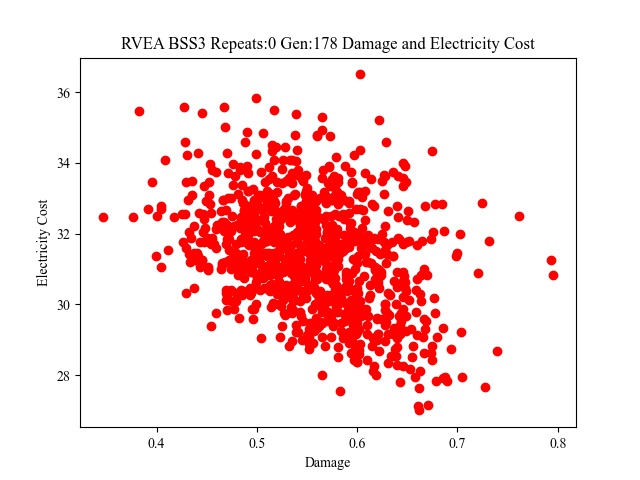 RVEA BSS3 Repeats:0 Gen:178 Damage and Electricity Cost
36
34
32
30
28
Electricity Cost
0.4 0.5 0.6 0.7 0.8
Damage